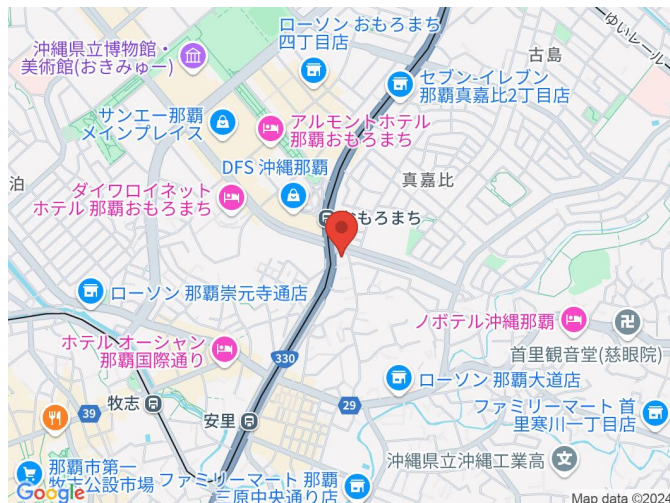 ローソン おもろまち
四丁目店
古島
ゆいレール
沖縄県立博物館・
美術館(おきみゅー)
セブン-イレブン
那覇真嘉比2丁目店
サンエー那覇
メインプレイス
アルモントホテル
那覇おもろまち
DFS 沖縄那覇
真嘉比
泊
ダイワロイネット
ホテル 那覇おもろまち
おもろまち
ローソン 那覇崇元寺通店
ノボテル沖縄那覇
ホテル オーシャン
那覇国際通り
330
首里観音堂(慈眼院)
ローソン 那覇大道店
牧志
39
安里
29
ファミリーマート 首
里寒川一丁目店
那覇市第一
牧志公設市場
ファミリーマート 那覇
三原中央通り店
沖縄県立沖縄工業高
Google
Map data ©2024